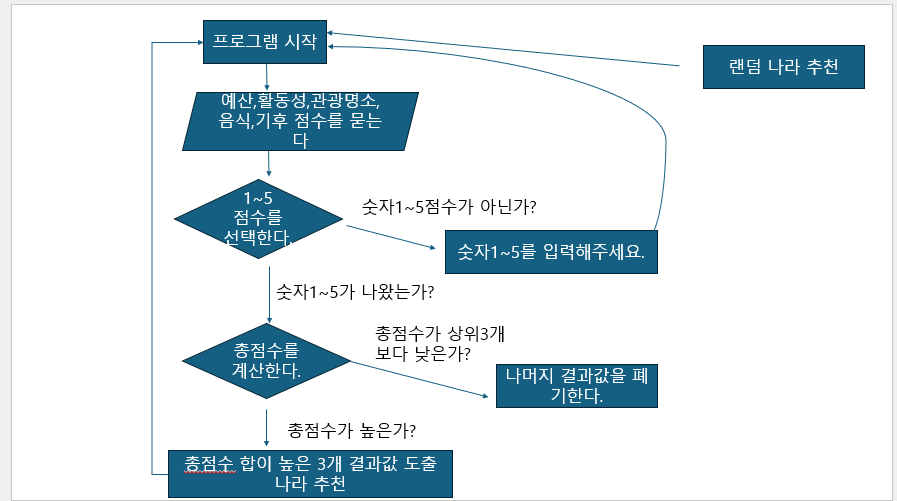 프로그램 시작
랜덤 나라 추천
예산,활동성,관광명소,
음식,기후 점수를 묻는
다
1~5
점수를
선택한다.
숫자1~5점수가 아닌가?
숫자1~5를 입력해주세요.
숫자1~5가 나왔는가?
총점수를
계산한다.
총점수가 상위3개
보다 낮은가?
나머지 결과값을 폐
기한다.
총점수가 높은가?
총점수 합이 높은 3개 결과값 도출
나라 추천